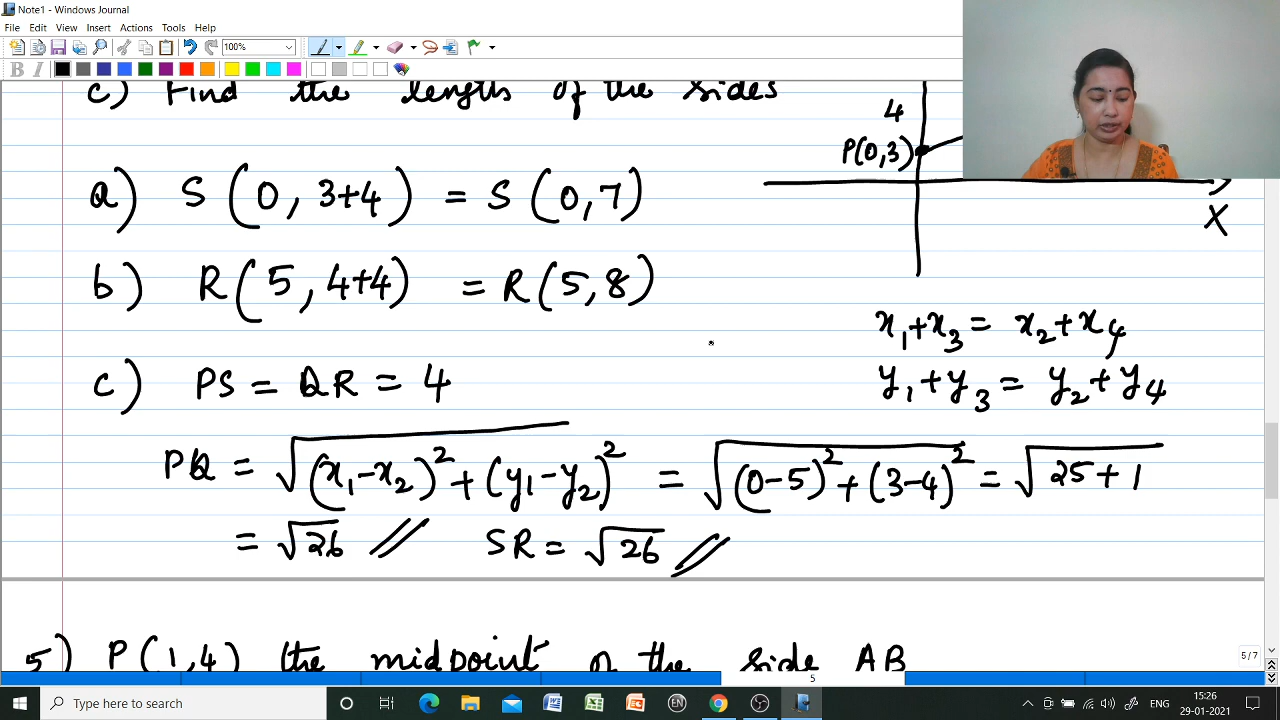 Note1 - Windows Journal
File Edit View Insert Actions Tools Help
100%
B I
c) Find the length of the sides
4
P(0,3)
X
a) S (0, 3+4) = S (0,7)
b) R (5, 4+4) = R (5,8)
x₁+x₃ = x₂+x₄
y₁+y₃ = y₂+y₄
c) PS = QR = 4
PQ = √(x₁-x₂)²+(y₁-y₂)² = √(0-5)²+(3-4)² = √25+1
= √26 // SR = √26 //
5) P(1,4) the midpoint of the side AB
5/7
5
Type here to search
EN
ENG
15:26
29-01-2021